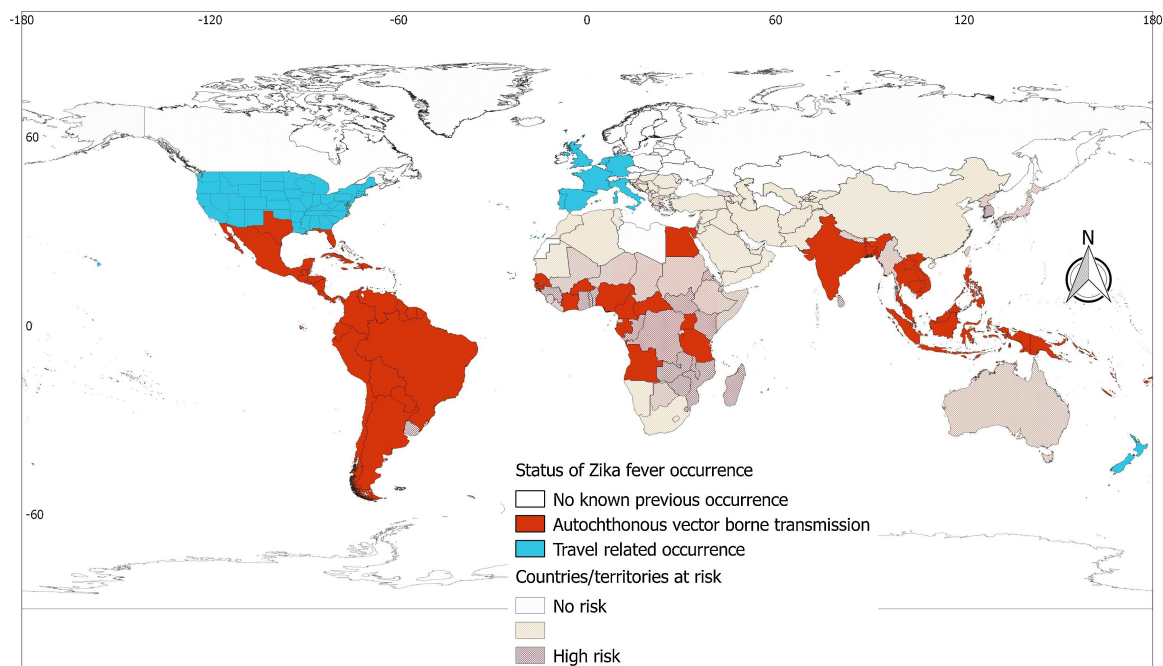 -180 -120 -60 0 60 120 180
60
0
-60
N
Status of Zika fever occurrence
No known previous occurrence
Autochthonous vector borne transmission
Travel related occurrence
Countries/territories at risk
No risk
High risk